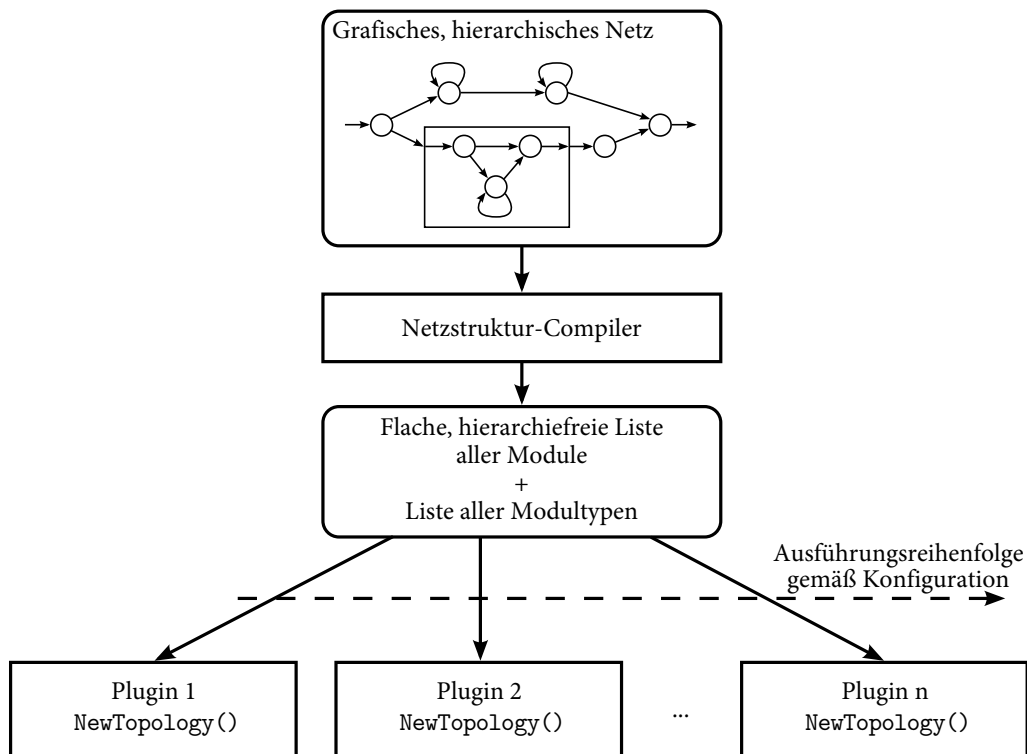 Grafisches, hierarchisches Netz
Netzstruktur-Compiler
Flache, hierarchiefreie Liste
aller Module
+
Liste aller Modultypen
Ausführungsreihenfolge
gemäß Konfiguration
Plugin 1
NewTopology()
Plugin 2
NewTopology()
...
Plugin n
NewTopology()